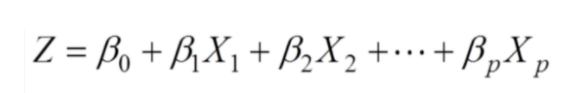 Z = β₀ + β₁X₁ + β₂X₂ + ⋯ + βₚXₚ